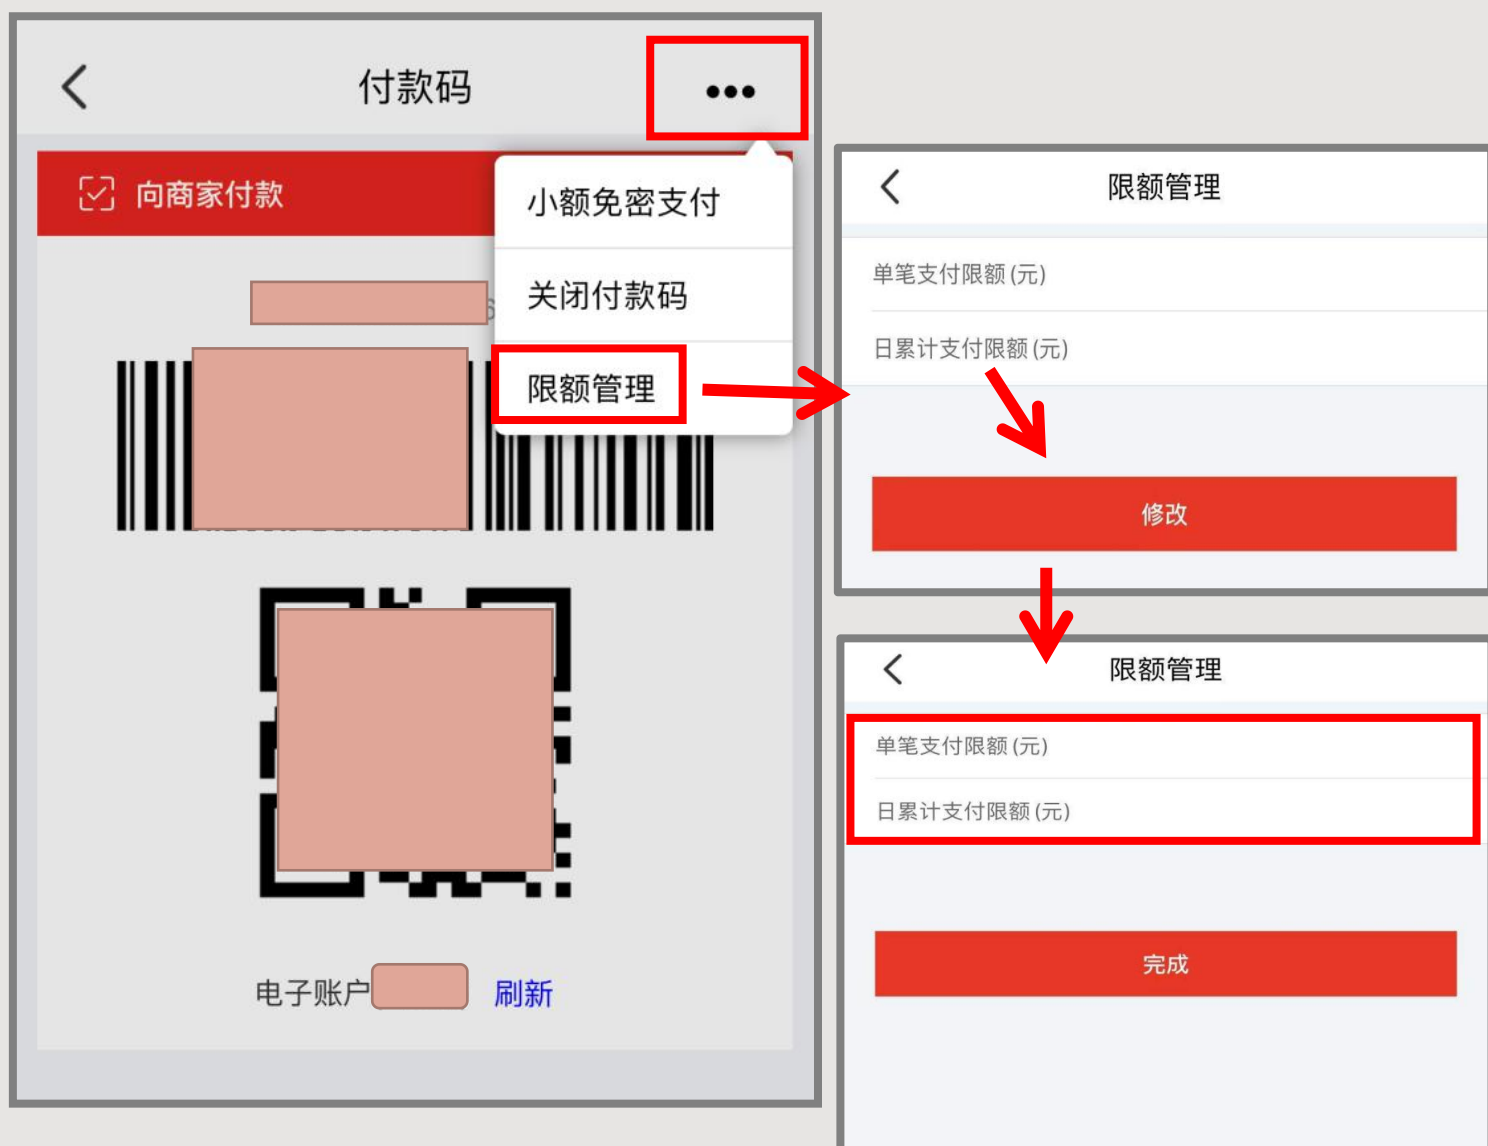 付款码
•••
向商家付款
小额免密支付
关闭付款码
限额管理
电子账户
刷新
限额管理
单笔支付限额(元)
日累计支付限额(元)
修改
限额管理
单笔支付限额(元)
日累计支付限额(元)
完成